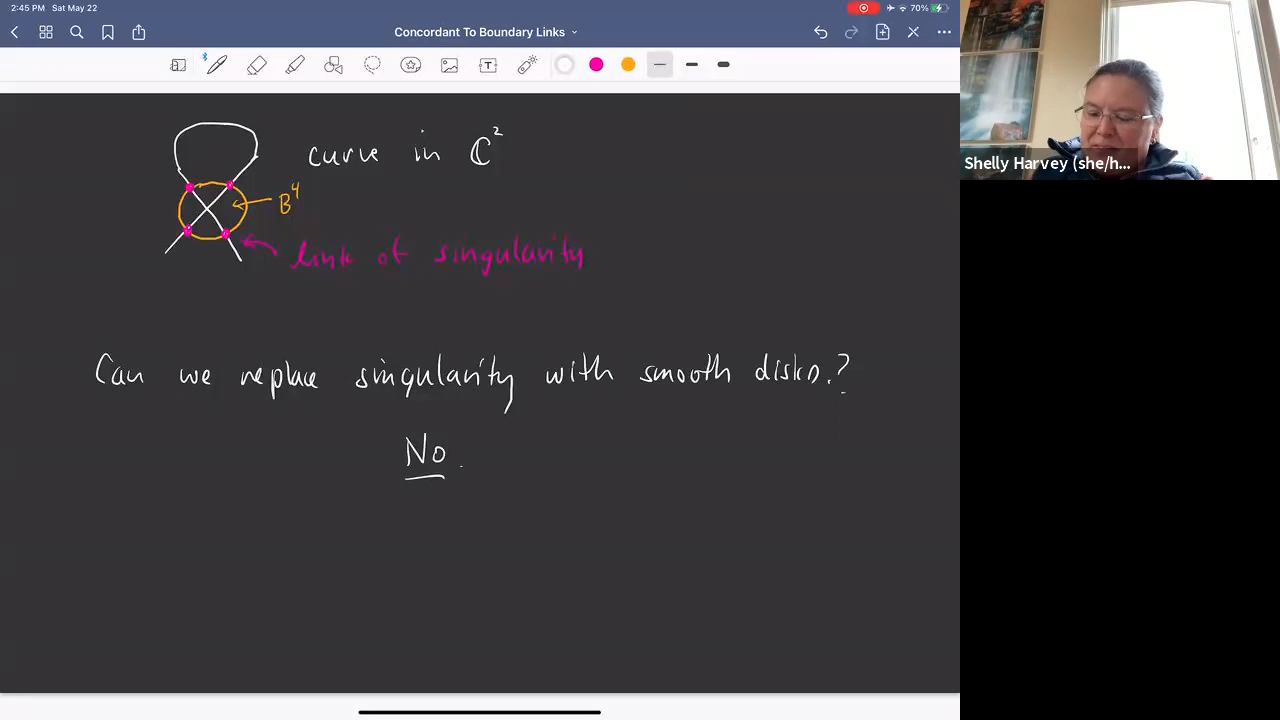 2:45 PM Sat May 22
70%
Concordant To Boundary Links
curve in ℂ²
B⁴
link of singularity
Can we replace singularity with smooth disks.?
No.
Shelly Harvey (she/h...